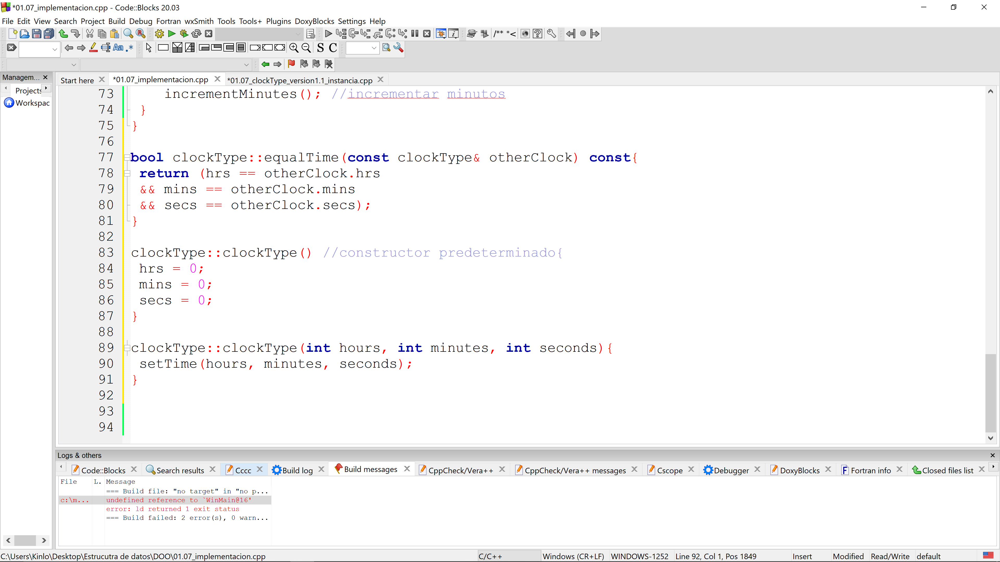 *01.07_implementacion.cpp - Code::Blocks 20.03
File Edit View Search Project Build Debug Fortran wxSmith Tools Tools+ Plugins DoxyBlocks Settings Help
/** *<
Aa .* S C
Managem...
Start here *01.07_implementacion.cpp *01.07_clockType_version1.1_instancia.cpp
Projects
Workspac
73 incrementMinutes(); //incrementar minutos
74 }
75 }
76
77 bool clockType::equalTime(const clockType& otherClock) const{
78 return (hrs == otherClock.hrs
79 && mins == otherClock.mins
80 && secs == otherClock.secs);
81 }
82
83 clockType::clockType() //constructor predeterminado{
84 hrs = 0;
85 mins = 0;
86 secs = 0;
87 }
88
89 clockType::clockType(int hours, int minutes, int seconds){
90 setTime(hours, minutes, seconds);
91 }
92
93
94
Logs & others
Code::Blocks Search results Cccc Build log Build messages CppCheck/Vera++ CppCheck/Vera++ messages Cscope Debugger DoxyBlocks Fortran info Closed files list
File L. Message
=== Build file: "no target" in "no p...
c:\m... undefined reference to `WinMain@16'
error: ld returned 1 exit status
=== Build failed: 2 error(s), 0 warn...
C:\Users\Kinlo\Desktop\Estrucutra de datos\DOO\01.07_implementacion.cpp C/C++ Windows (CR+LF) WINDOWS-1252 Line 92, Col 1, Pos 1849 Insert Modified Read/Write default